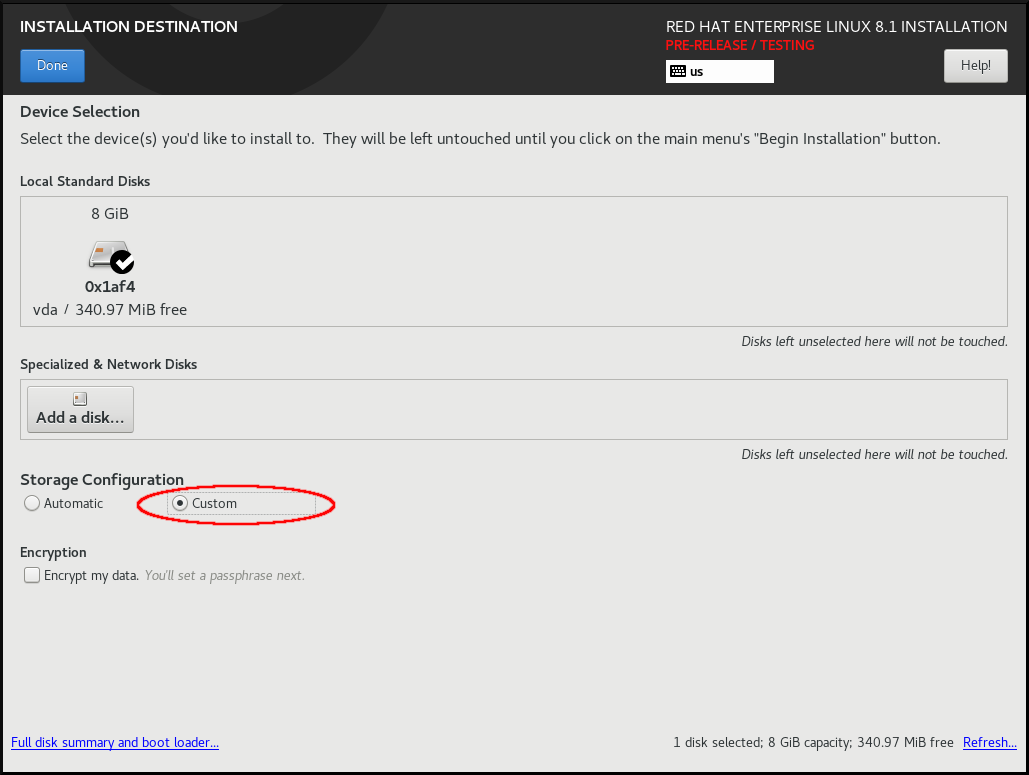 INSTALLATION DESTINATION
RED HAT ENTERPRISE LINUX 8.1 INSTALLATION
PRE-RELEASE / TESTING
Done
us
Help!
Device Selection
Select the device(s) you'd like to install to.  They will be left untouched until you click on the main menu's "Begin Installation" button.
Local Standard Disks
8 GiB
0x1af4
vda / 340.97 MiB free
Disks left unselected here will not be touched.
Specialized & Network Disks
Add a disk...
Disks left unselected here will not be touched.
Storage Configuration
Automatic
Custom
Encryption
Encrypt my data. You'll set a passphrase next.
Full disk summary and boot loader...
1 disk selected; 8 GiB capacity; 340.97 MiB free Refresh...